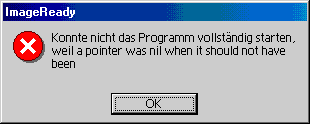 ImageReady
Konnte nicht das Programm vollständig starten,
weil a pointer was nil when it should not have
been
OK